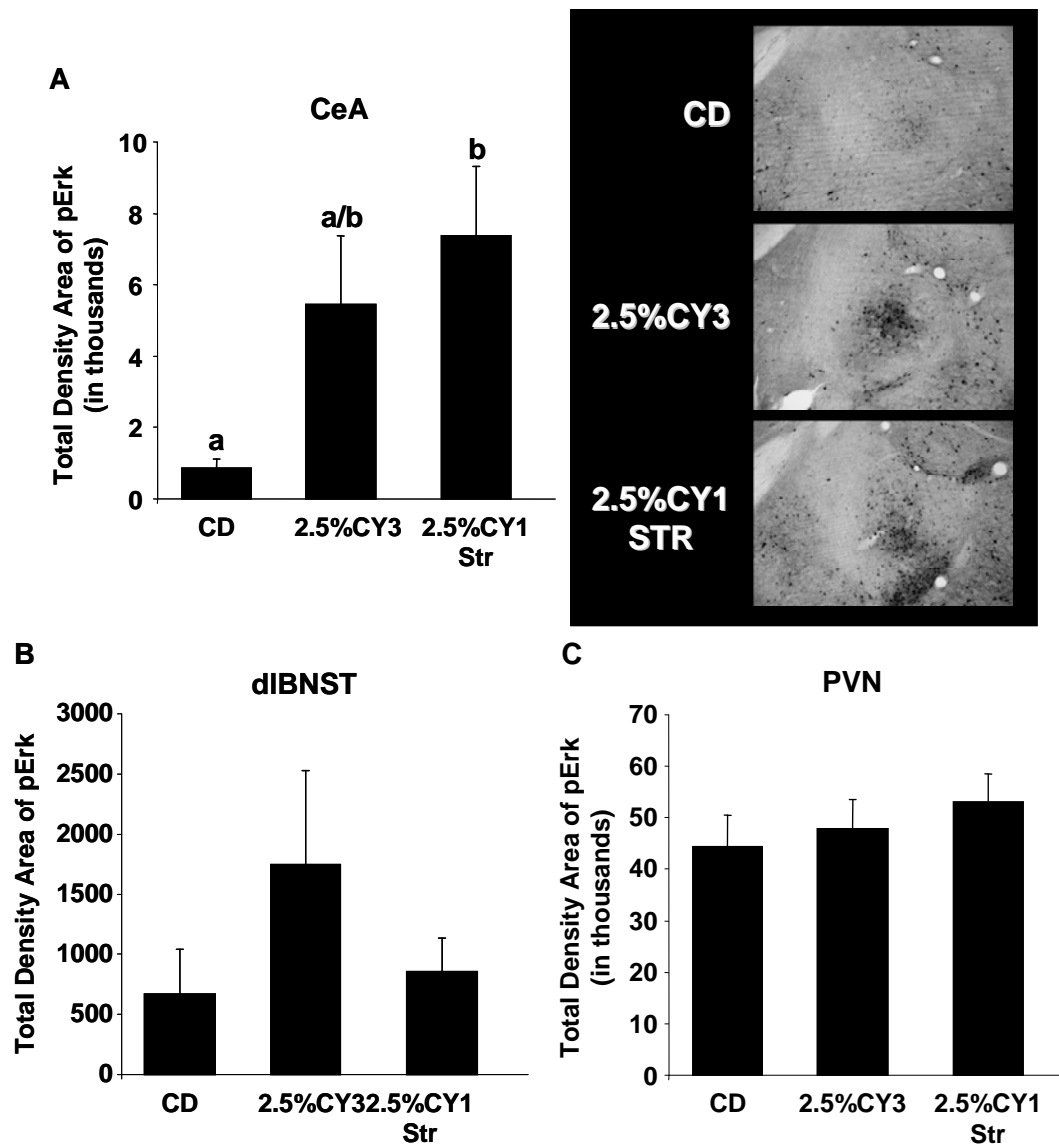 A
CeA
Total Density Area of pErk
(in thousands)
10
8
6
4
2
0
a
a/b
b
CD
2.5%CY3
2.5%CY1
Str
CD
2.5%CY3
2.5%CY1
STR
B
dlBNST
Total Density Area of pErk
3000
2500
2000
1500
1000
500
0
CD
2.5%CY3
2.5%CY1
Str
C
PVN
Total Density Area of pErk
(in thousands)
70
60
50
40
30
20
10
0
CD
2.5%CY3
2.5%CY1
Str